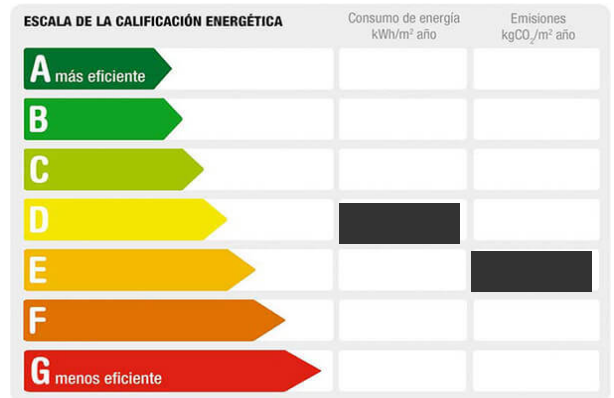 ESCALA DE LA CALIFICACIÓN ENERGÉTICA
Consumo de energía
kWh/m² año
Emisiones
kgCO₂/m² año
A más eficiente
B
C
D
E
F
G menos eficiente